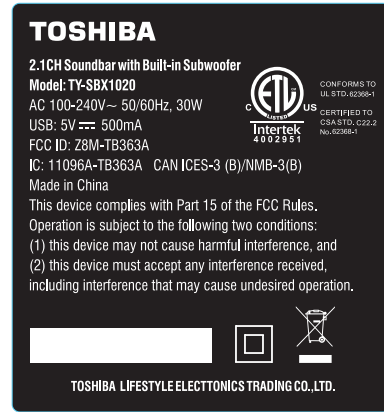 TOSHIBA
2.1CH Soundbar with Built-in Subwoofer
Model: TY-SBX1020
AC 100-240V~ 50/60Hz, 30W
USB: 5V ⎓ 500mA
FCC ID: Z8M-TB363A
IC: 11096A-TB363A CAN ICES-3 (B)/NMB-3(B)
Made in China
This device complies with Part 15 of the FCC Rules.
Operation is subject to the following two conditions:
(1) this device may not cause harmful interference, and
(2) this device must accept any interference received,
including interference that may cause undesired operation.
C ETL US
LISTED
Intertek
4002951
CONFORMS TO
UL STD. 62368-1
CERTIFIED TO
CSA STD. C22.2
No. 62368-1
TOSHIBA LIFESTYLE ELECTTONICS TRADING CO.,LTD.